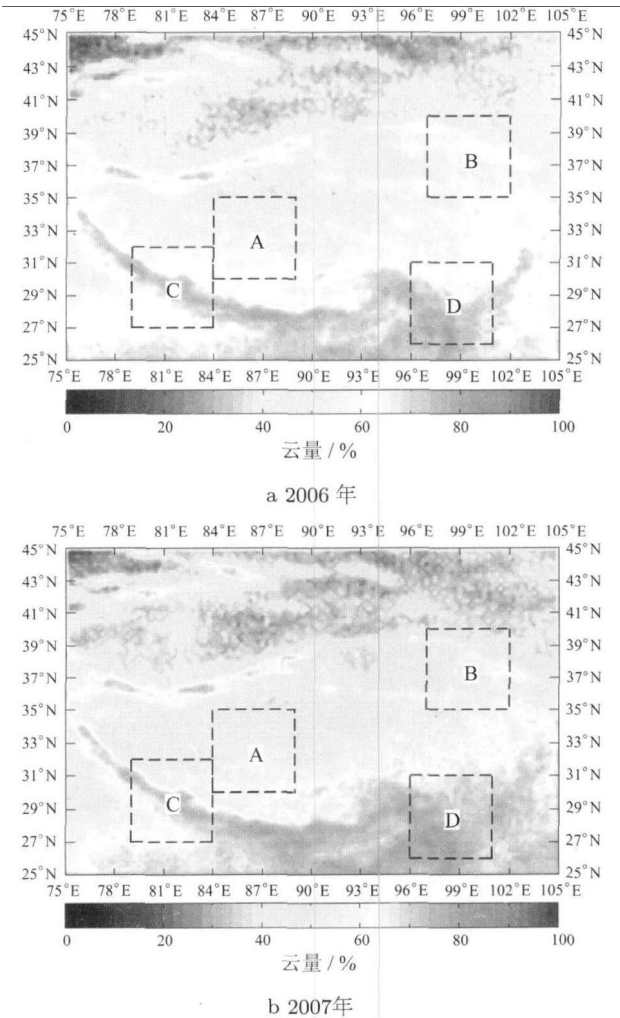 75°E 78°E 81°E 84°E 87°E 90°E 93°E 96°E 99°E 102°E 105°E
45°N 45°N
43°N 43°N
41°N 41°N
39°N 39°N
37°N B 37°N
35°N 35°N
33°N A 33°N
31°N 31°N
29°N C D 29°N
27°N 27°N
25°N 25°N
75°E 78°E 81°E 84°E 87°E 90°E 93°E 96°E 99°E 102°E 105°E
0 20 40 60 80 100
云量 / %
a 2006 年
75°E 78°E 81°E 84°E 87°E 90°E 93°E 96°E 99°E 102°E 105°E
45°N 45°N
43°N 43°N
41°N 41°N
39°N 39°N
37°N B 37°N
35°N 35°N
33°N A 33°N
31°N 31°N
29°N C D 29°N
27°N 27°N
25°N 25°N
75°E 78°E 81°E 84°E 87°E 90°E 93°E 96°E 99°E 102°E 105°E
0 20 40 60 80 100
云量 / %
b 2007年